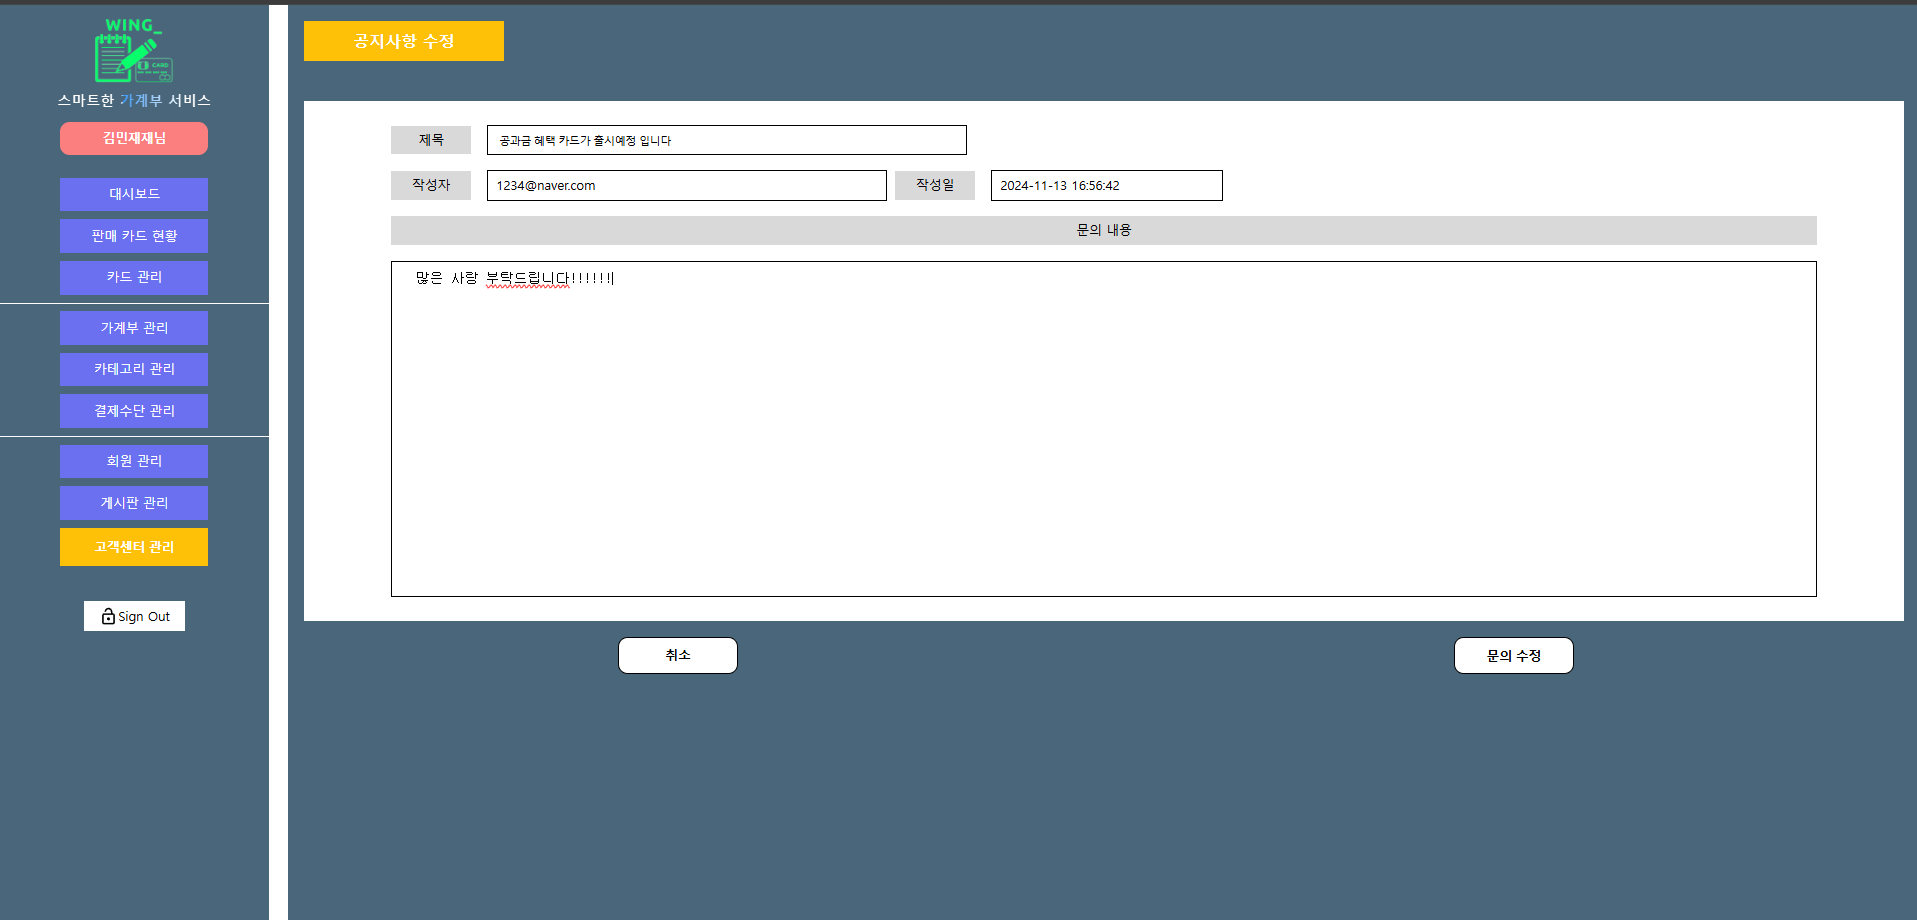 WING_
CARD
스마트한 가계부 서비스
김민재재님
대시보드
판매 카드 현황
카드 관리
가계부 관리
카테고리 관리
결제수단 관리
회원 관리
게시판 관리
고객센터 관리
Sign Out
공지사항 수정
제목 공과금 혜택 카드가 출시예정 입니다
작성자 1234@naver.com 작성일 2024-11-13 16:56:42
문의 내용
많은 사랑 부탁드립니다!!!!!!
취소 문의 수정